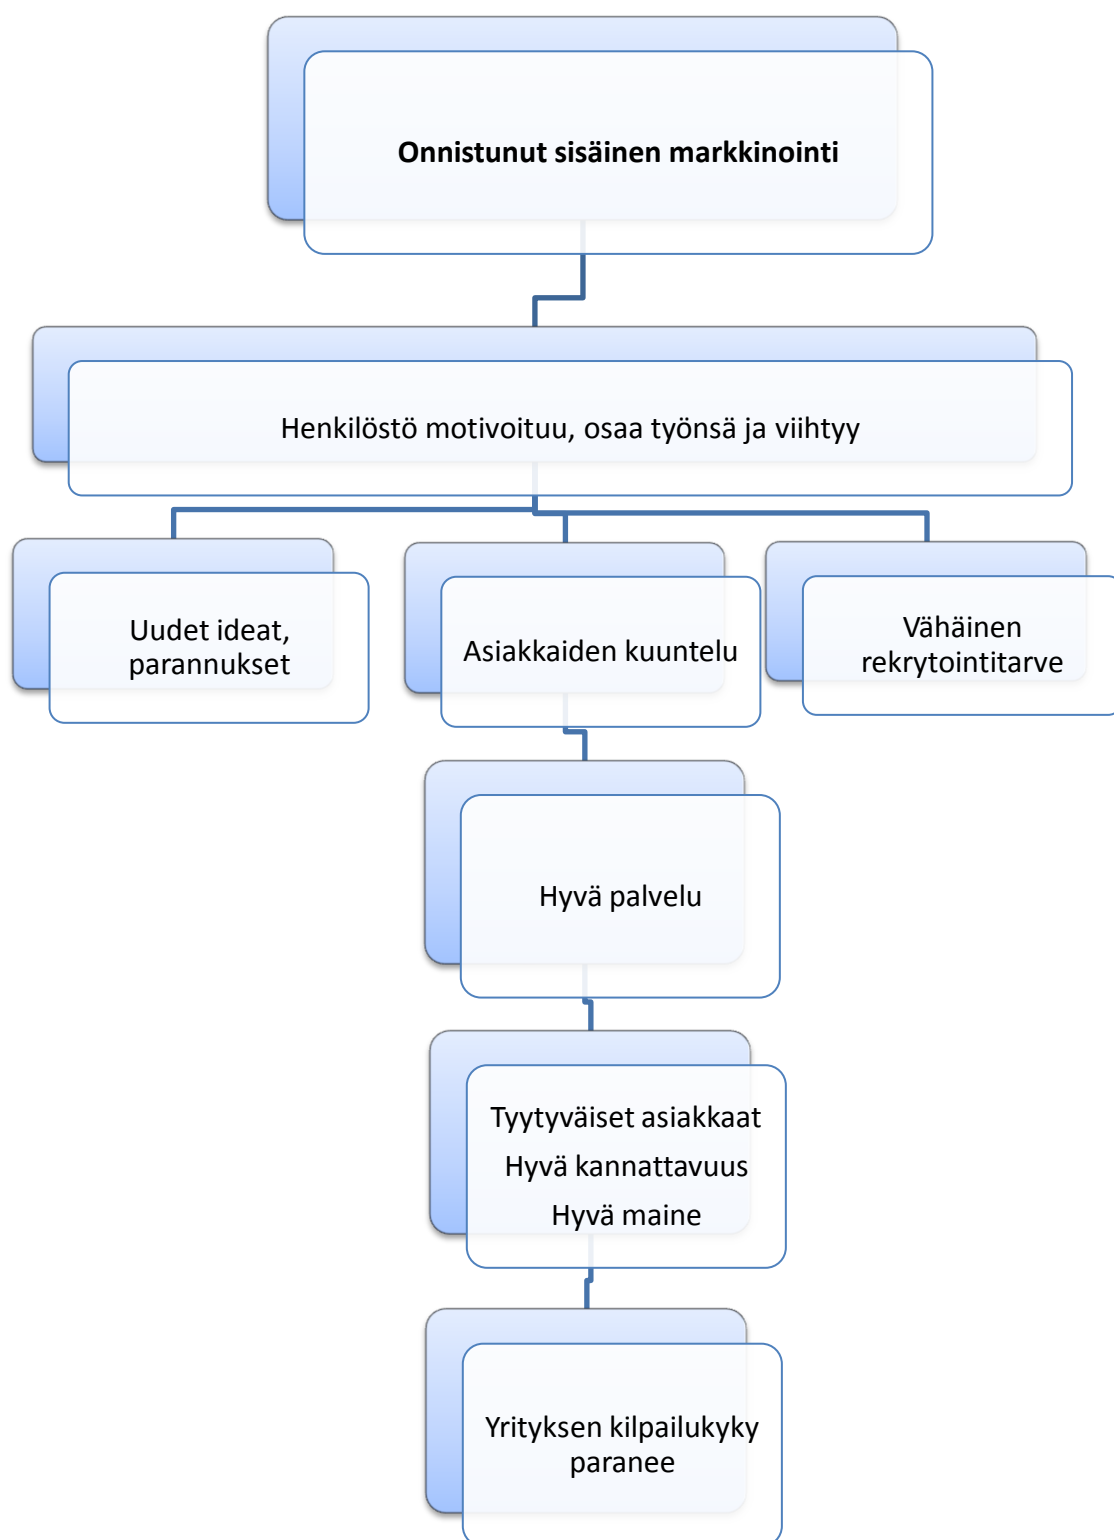 Onnistunut sisäinen markkinointi
Henkilöstö motivoituu, osaa työnsä ja viihtyy
Uudet ideat,
parannukset
Asiakkaiden kuuntelu
Vähäinen
rekrytointitarve
Hyvä palvelu
Tyytyväiset asiakkaat
Hyvä kannattavuus
Hyvä maine
Yrityksen kilpailukyky
paranee